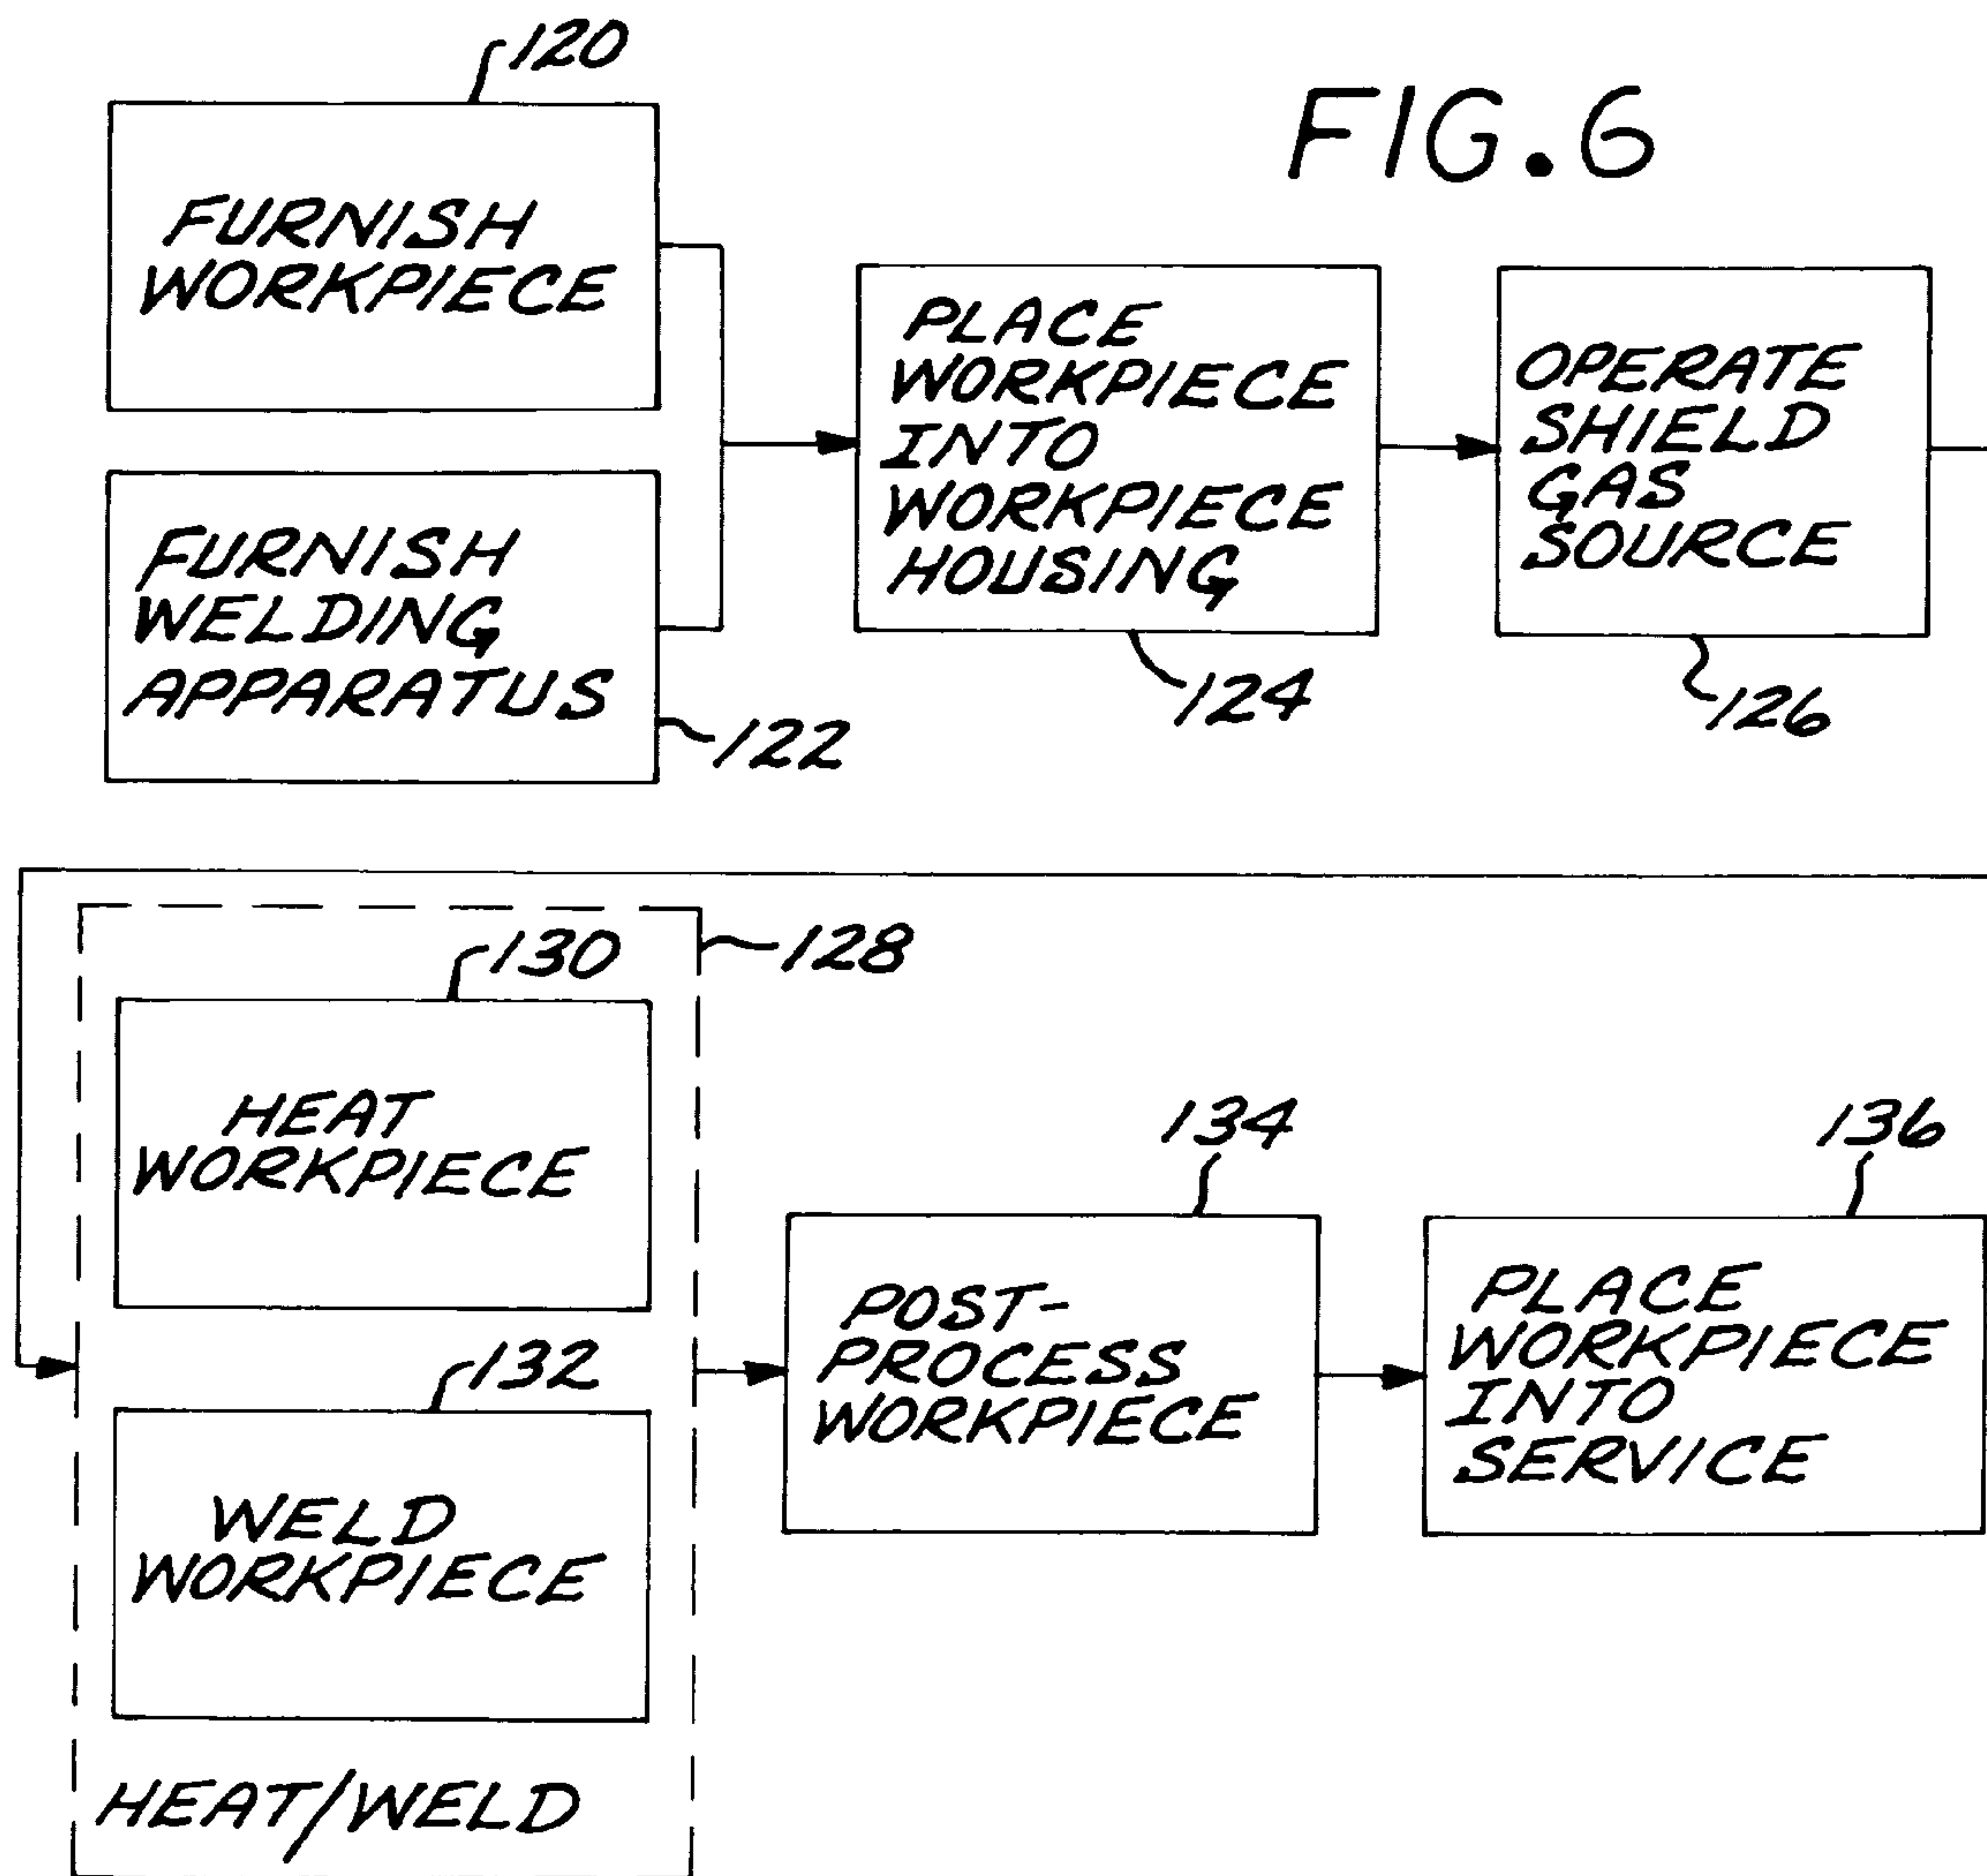 FIG.6
120
FURNISH
WORKPIECE
FURNISH
WELDING
APPARATUS
122
PLACE
WORKPIECE
INTO
WORKPIECE
HOUSING
124
OPERATE
SHIELD
GAS
SOURCE
126
128
130
HEAT
WORKPIECE
132
WELD
WORKPIECE
HEAT/WELD
134
POST-
PROCESS
WORKPIECE
136
PLACE
WORKPIECE
INTO
SERVICE